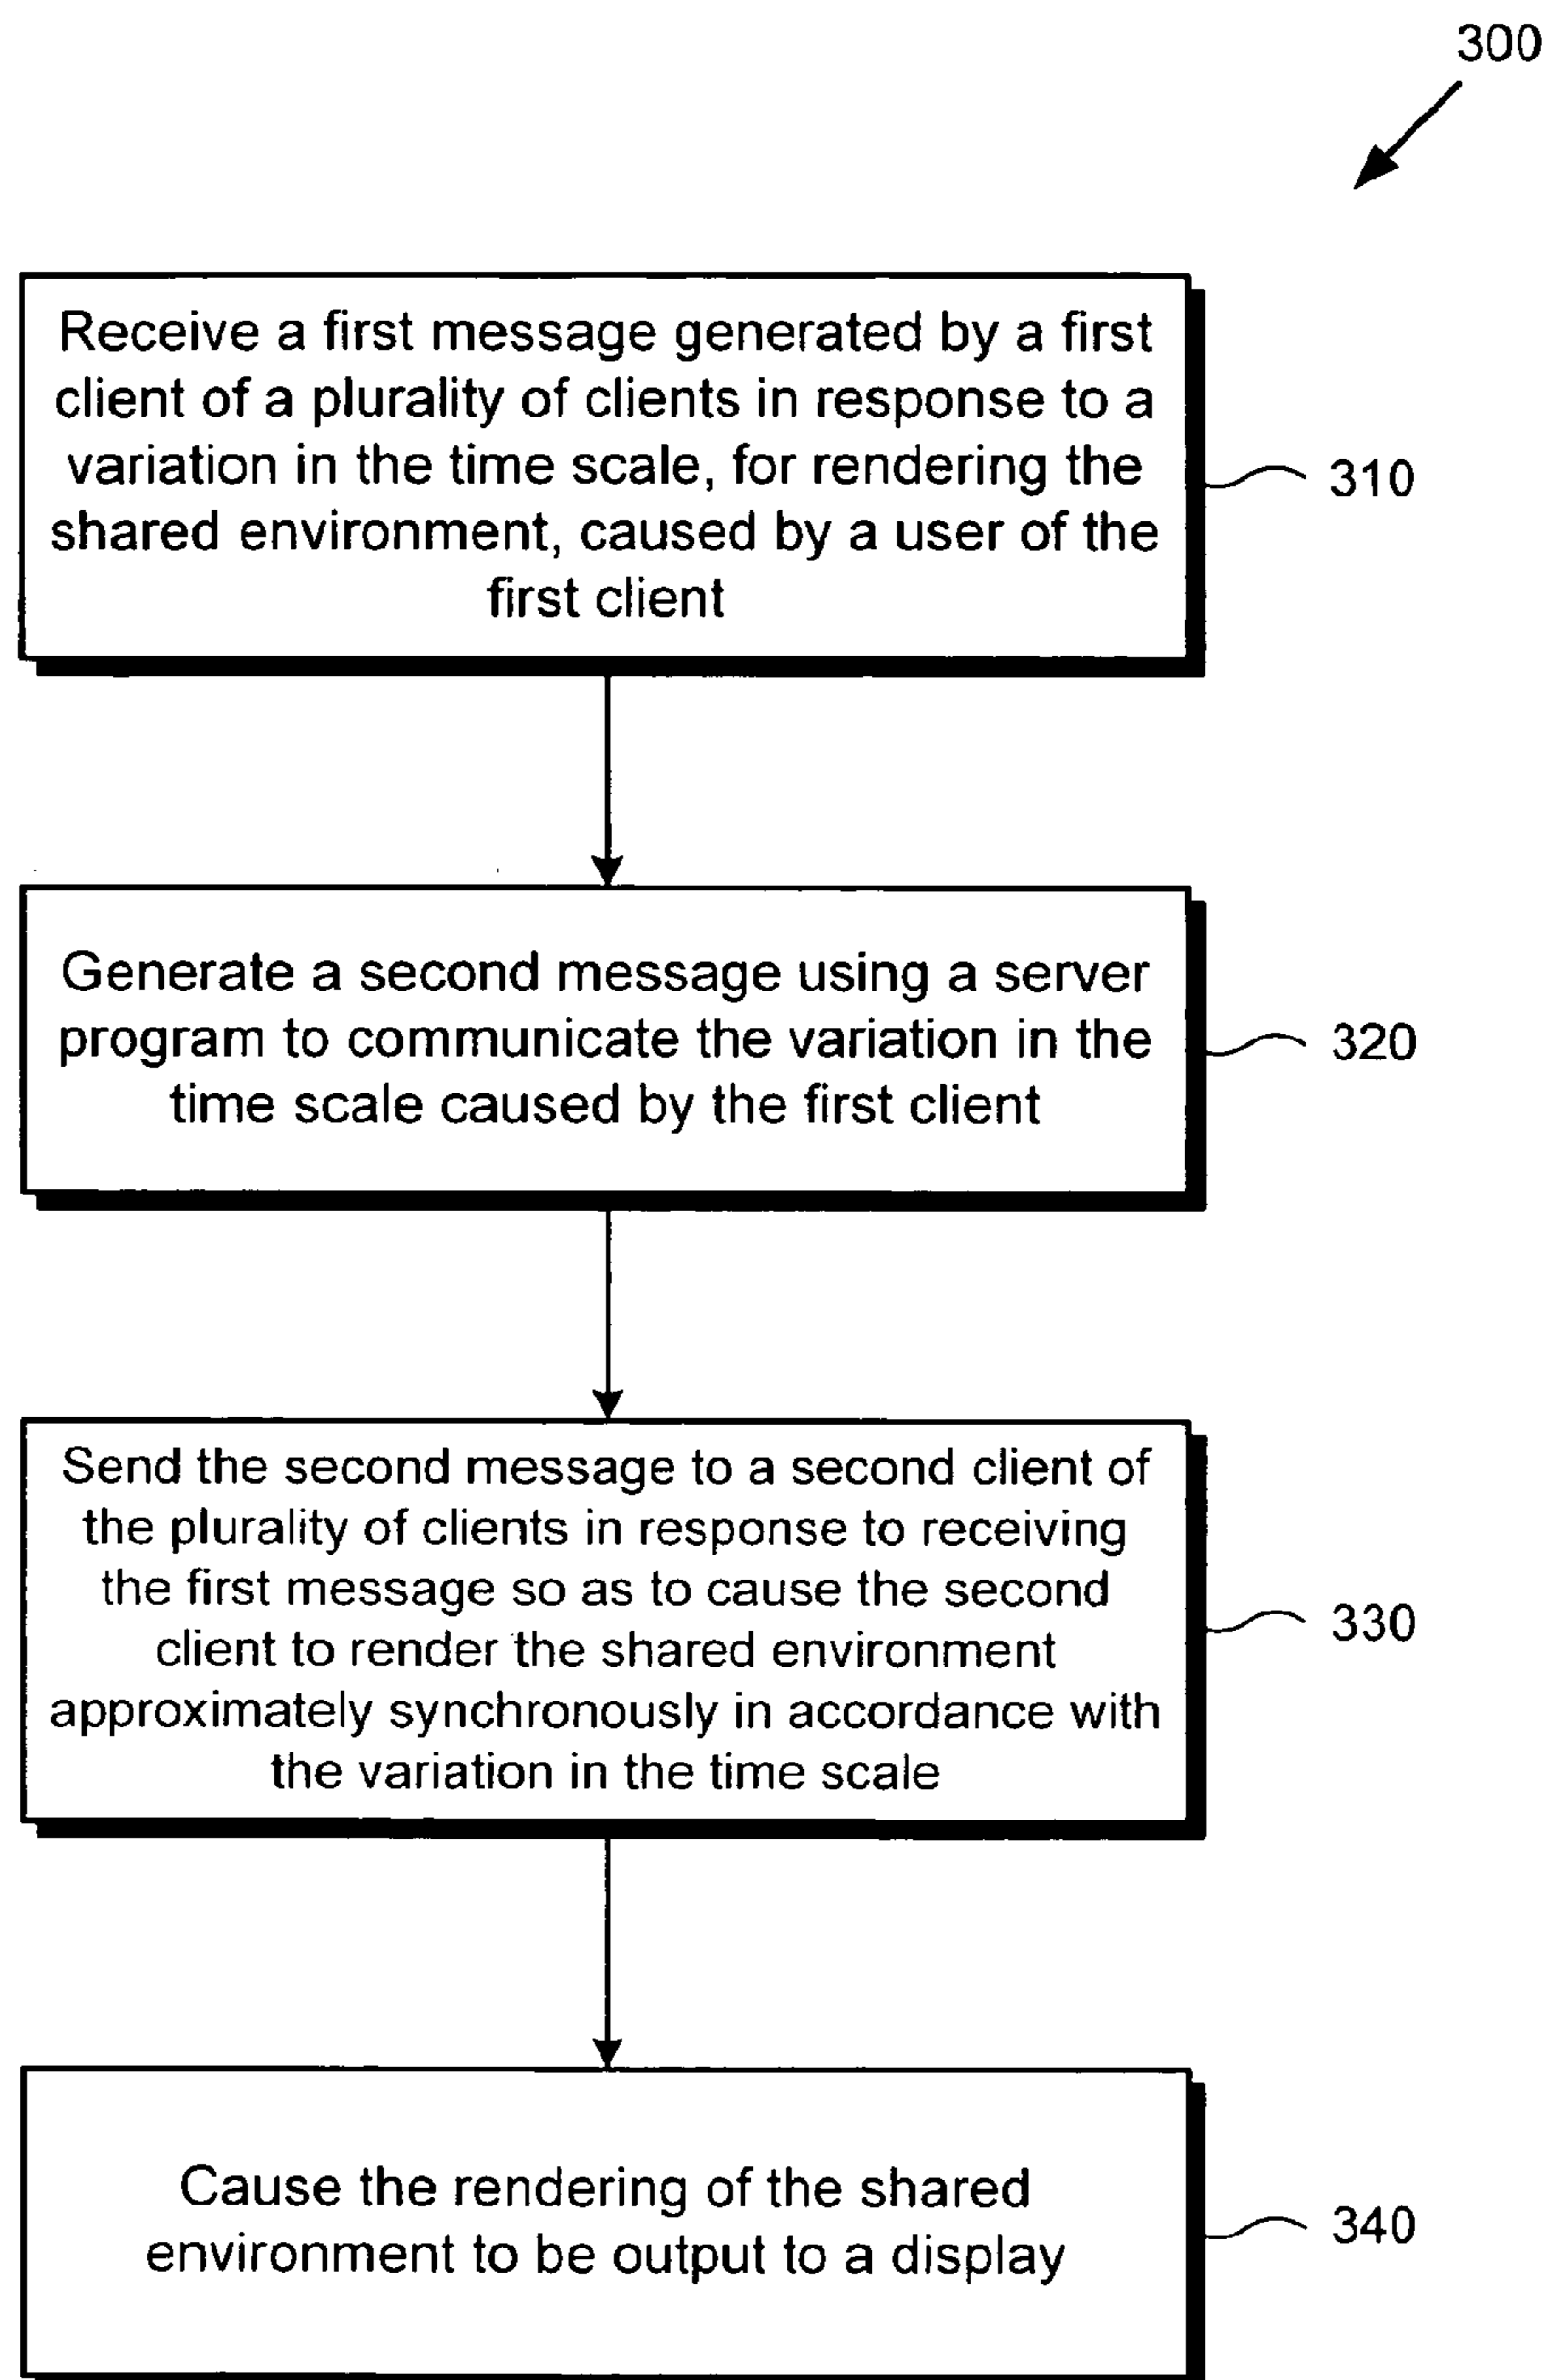 300
Receive a first message generated by a first
client of a plurality of clients in response to a
variation in the time scale, for rendering the
shared environment, caused by a user of the
first client
310
Generate a second message using a server
program to communicate the variation in the
time scale caused by the first client
320
Send the second message to a second client of
the plurality of clients in response to receiving
the first message so as to cause the second
client to render the shared environment
approximately synchronously in accordance with
the variation in the time scale
330
Cause the rendering of the shared
environment to be output to a display
340